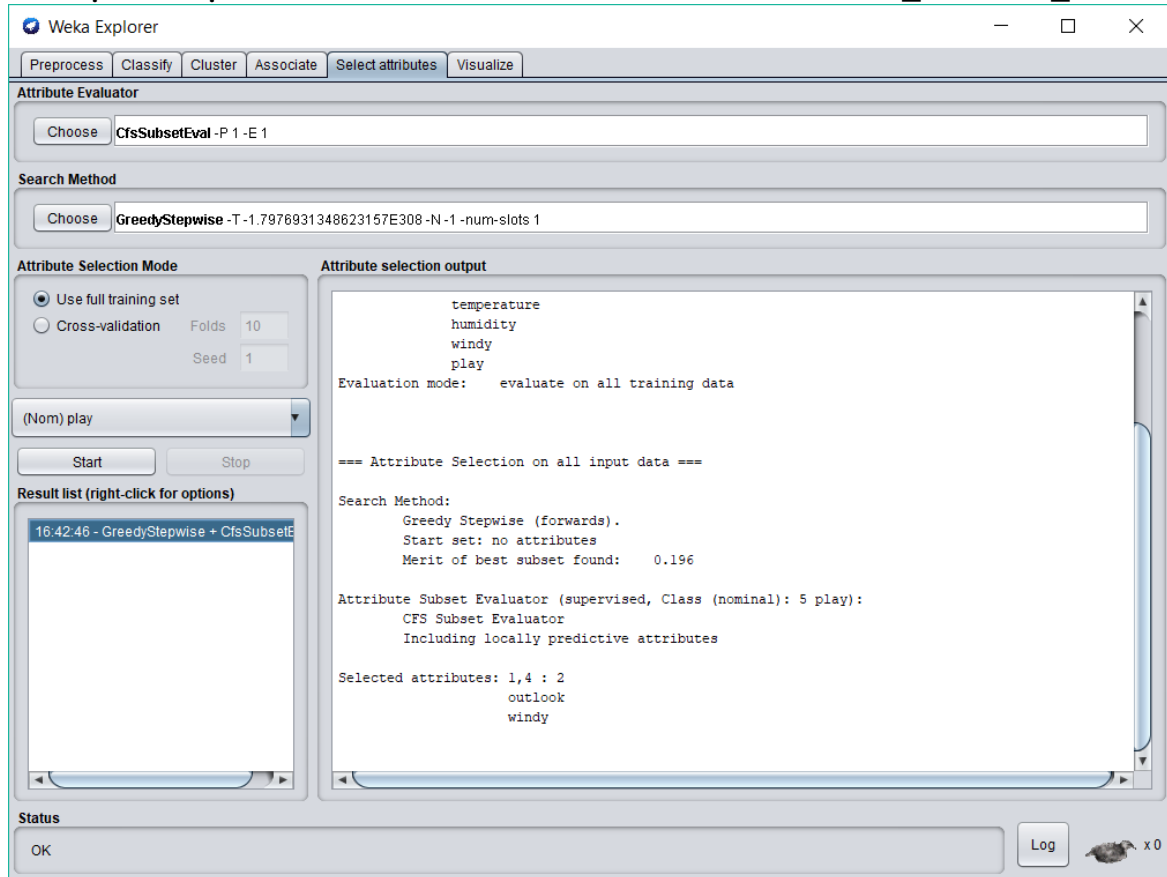 Weka Explorer
Preprocess Classify Cluster Associate Select attributes Visualize
Attribute Evaluator
Choose CfsSubsetEval -P 1 -E 1
Search Method
Choose GreedyStepwise -T -1.7976931348623157E308 -N -1 -num-slots 1
Attribute Selection Mode
Use full training set
Cross-validation Folds 10
Seed 1
(Nom) play
Start Stop
Result list (right-click for options)
16:42:46 - GreedyStepwise + CfsSubsetE
Attribute selection output
temperature
humidity
windy
play
Evaluation mode: evaluate on all training data
=== Attribute Selection on all input data ===
Search Method:
Greedy Stepwise (forwards).
Start set: no attributes
Merit of best subset found: 0.196
Attribute Subset Evaluator (supervised, Class (nominal): 5 play):
CFS Subset Evaluator
Including locally predictive attributes
Selected attributes: 1,4 : 2
outlook
windy
Status
OK
Log x 0